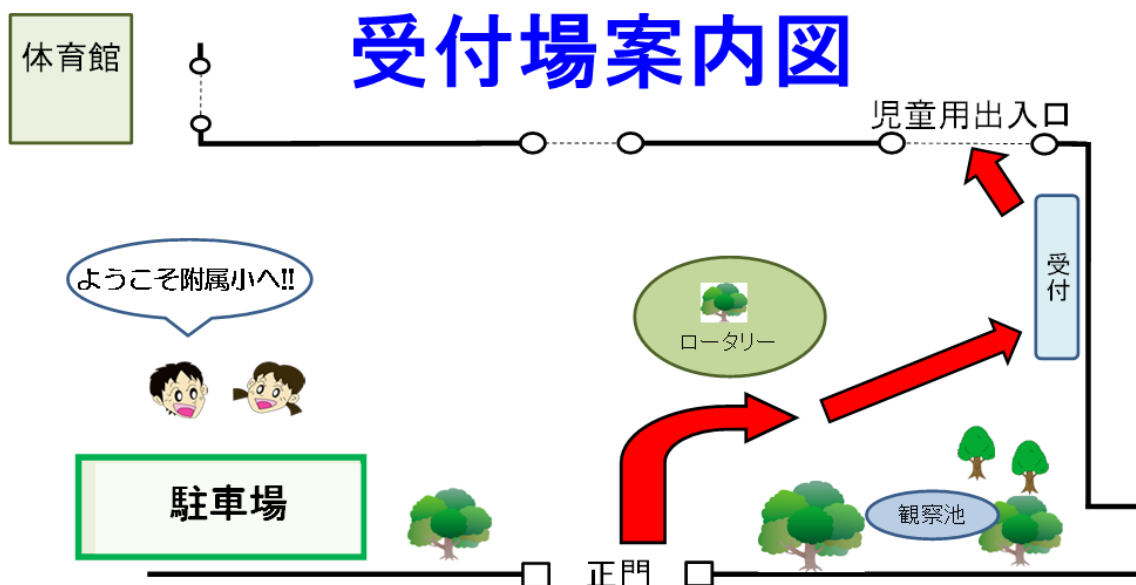 受付場案内図
体育館
児童用出入口
ようこそ附属小へ!!
受付
ロータリー
駐車場
観察池
正門